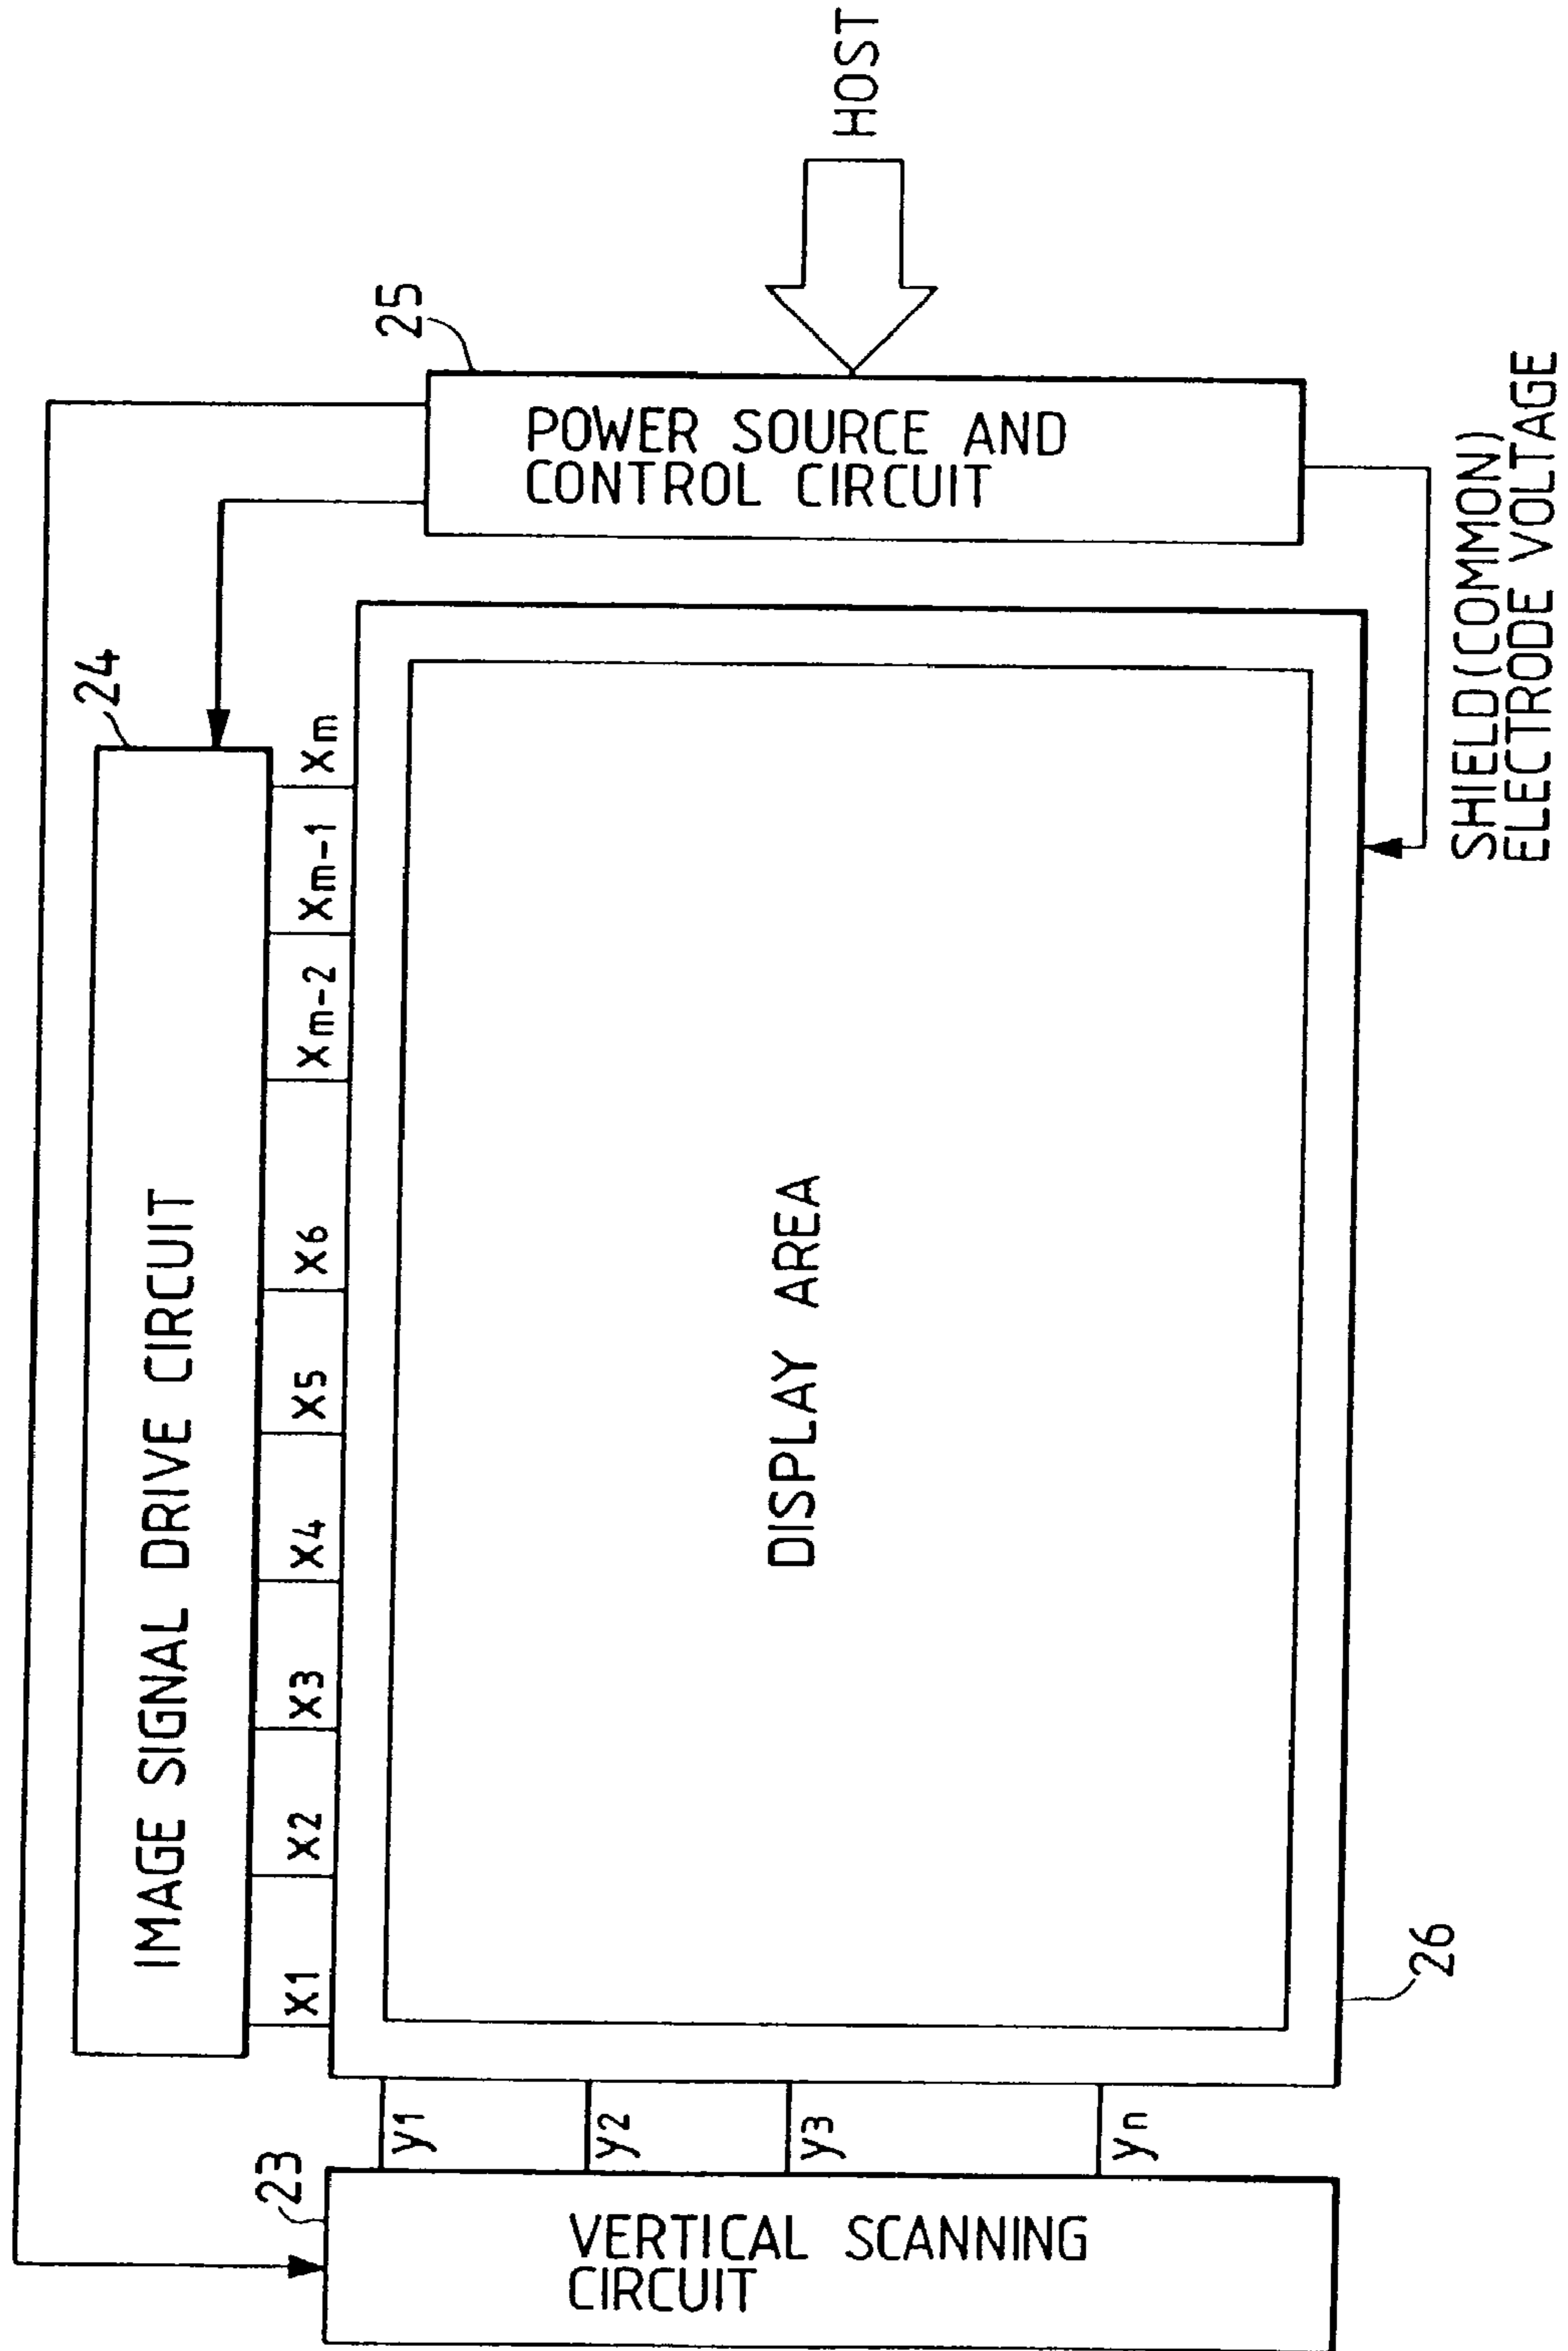 24
IMAGE SIGNAL DRIVE CIRCUIT
X1 X2 X3 X4 X5 X6 Xm-2 Xm-1 Xm
23
VERTICAL SCANNING
CIRCUIT
y1
y2
y3
yn
DISPLAY AREA
26
25
POWER SOURCE AND
CONTROL CIRCUIT
HOST
SHIELD (COMMON)
ELECTRODE VOLTAGE